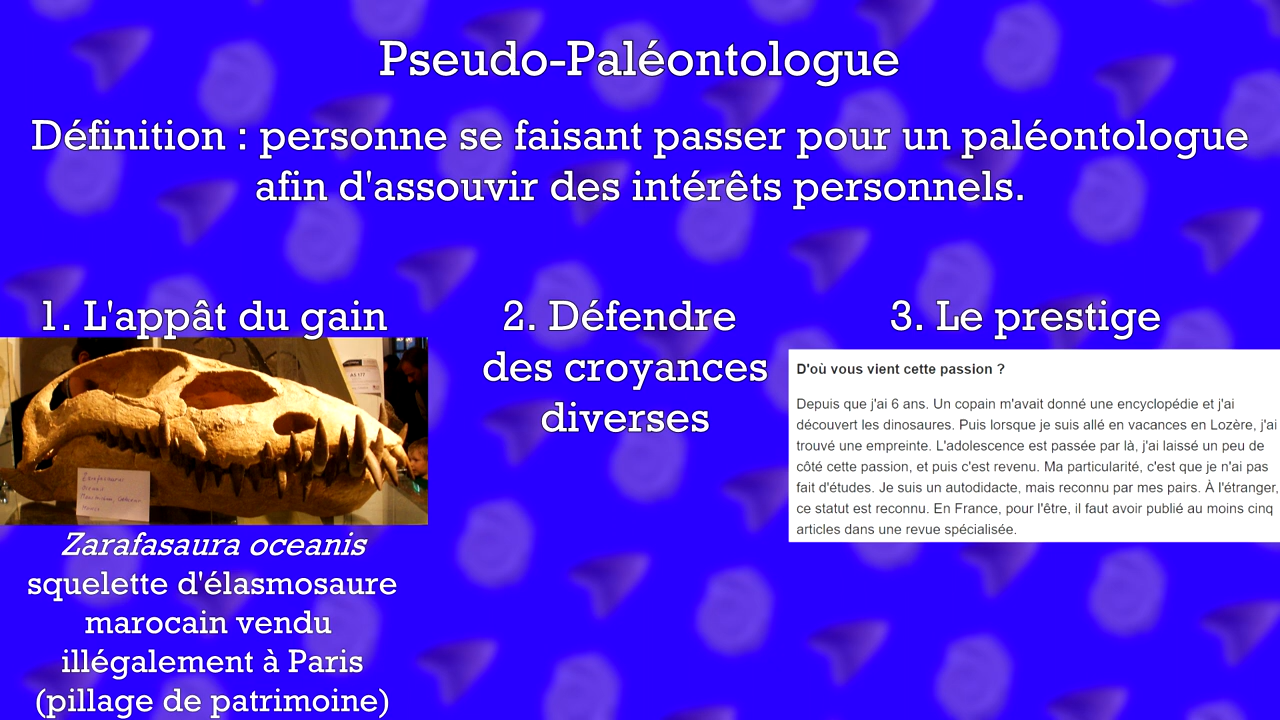 Pseudo-Paléontologue
Définition : personne se faisant passer pour un paléontologue
afin d'assouvir des intérêts personnels.
1. L'appât du gain
Zarafasaura oceanis
squelette d'élasmosaure
marocain vendu
illégalement à Paris
(pillage de patrimoine)
2. Défendre
des croyances
diverses
3. Le prestige
D'où vous vient cette passion ?
Depuis que j'ai 6 ans. Un copain m'avait donné une encyclopédie et j'ai
découvert les dinosaures. Puis lorsque je suis allé en vacances en Lozère, j'ai
trouvé une empreinte. L'adolescence est passée par là, j'ai laissé un peu de
côté cette passion, et puis c'est revenu. Ma particularité, c'est que je n'ai pas
fait d'études. Je suis un autodidacte, mais reconnu par mes pairs. À l'étranger,
ce statut est reconnu. En France, pour l'être, il faut avoir publié au moins cinq
articles dans une revue spécialisée.